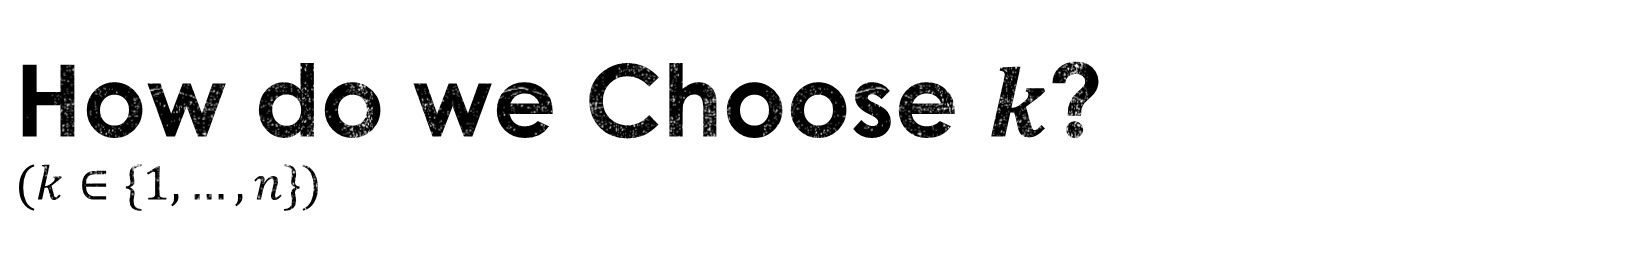 How do we Choose k?
(k ∈ {1, … , n})